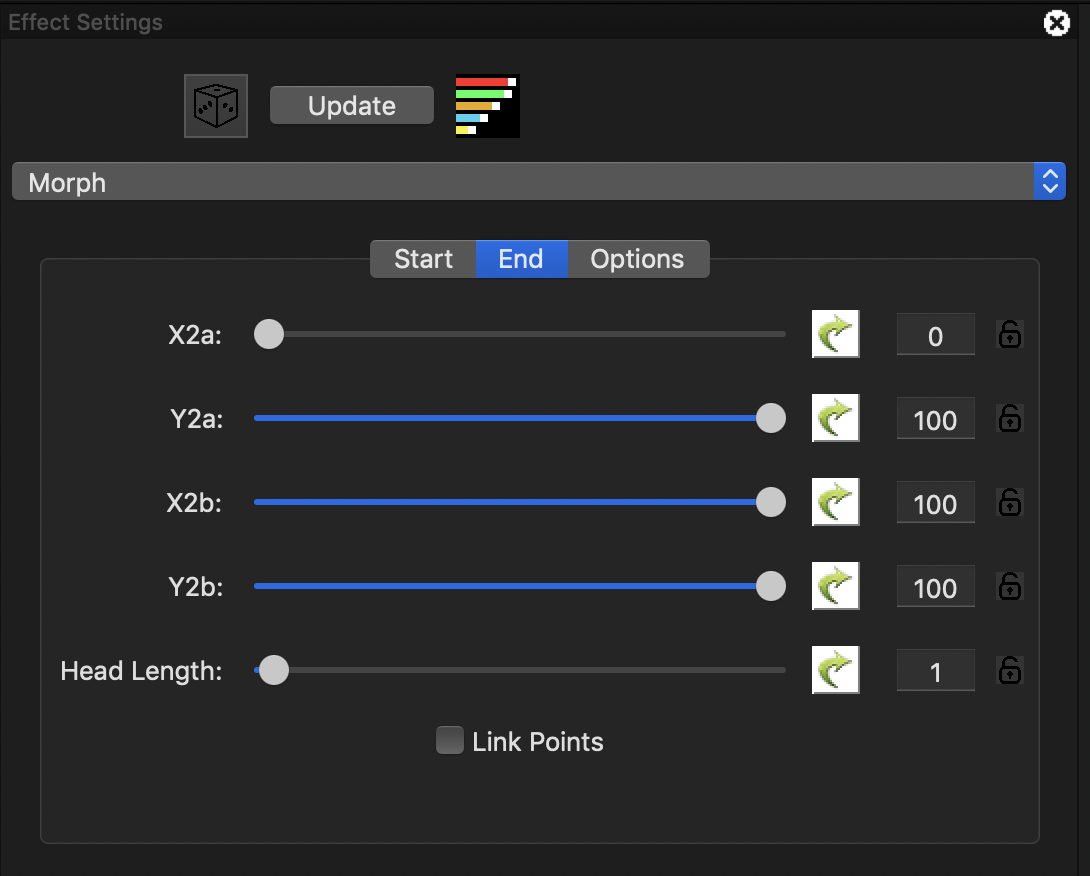 Effect Settings
Update
Morph
Start End Options
X2a: 0
Y2a: 100
X2b: 100
Y2b: 100
Head Length: 1
Link Points